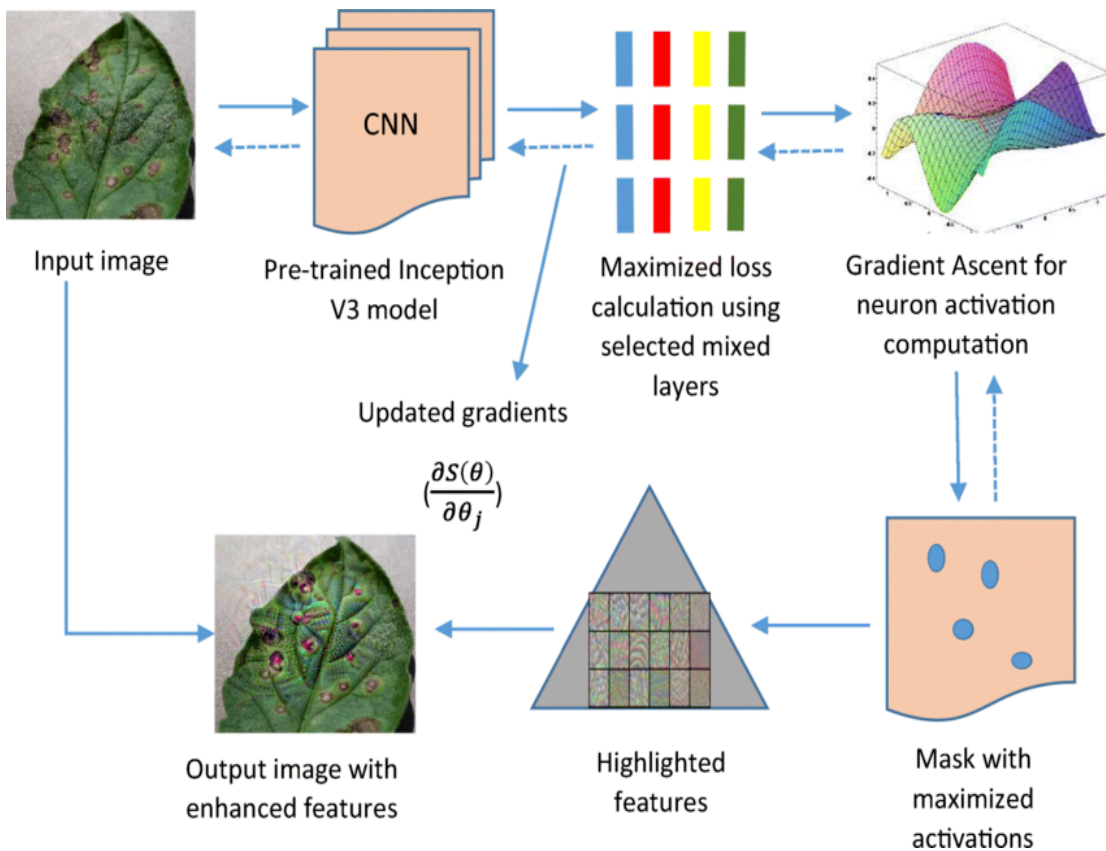 CNN
Input image
Pre-trained Inception
V3 model
Maximized loss
calculation using
selected mixed
layers
Gradient Ascent for
neuron activation
computation
Updated gradients
(∂S(θ)/∂θⱼ)
Output image with
enhanced features
Highlighted
features
Mask with
maximized
activations